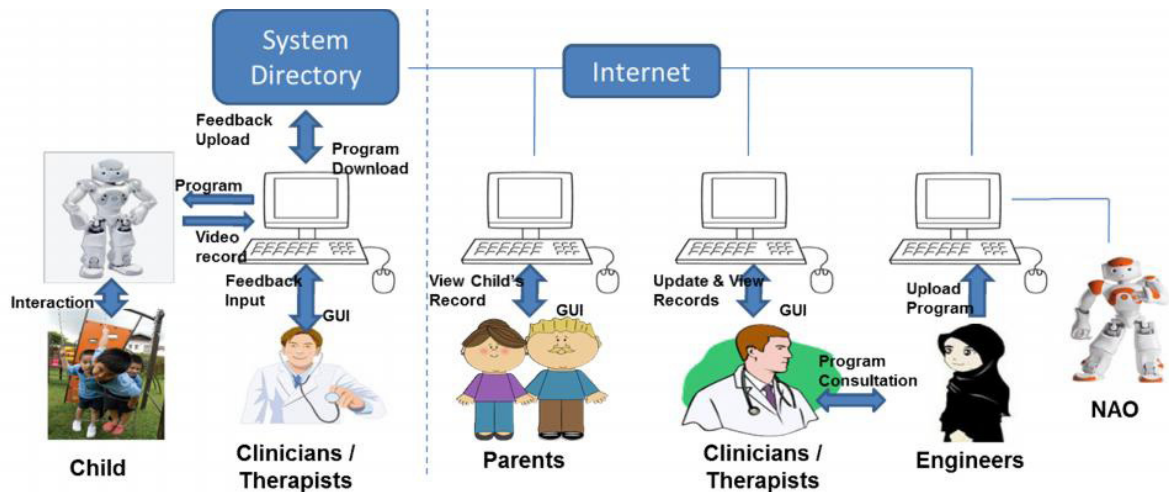 System
Directory
Internet
Feedback
Upload
Program
Download
Program
Video
record
Interaction
Feedback
Input
GUI
View Child's
Record
GUI
Update & View
Records
GUI
Upload
Program
Program
Consultation
Child
Clinicians /
Therapists
Parents
Clinicians /
Therapists
Engineers
NAO